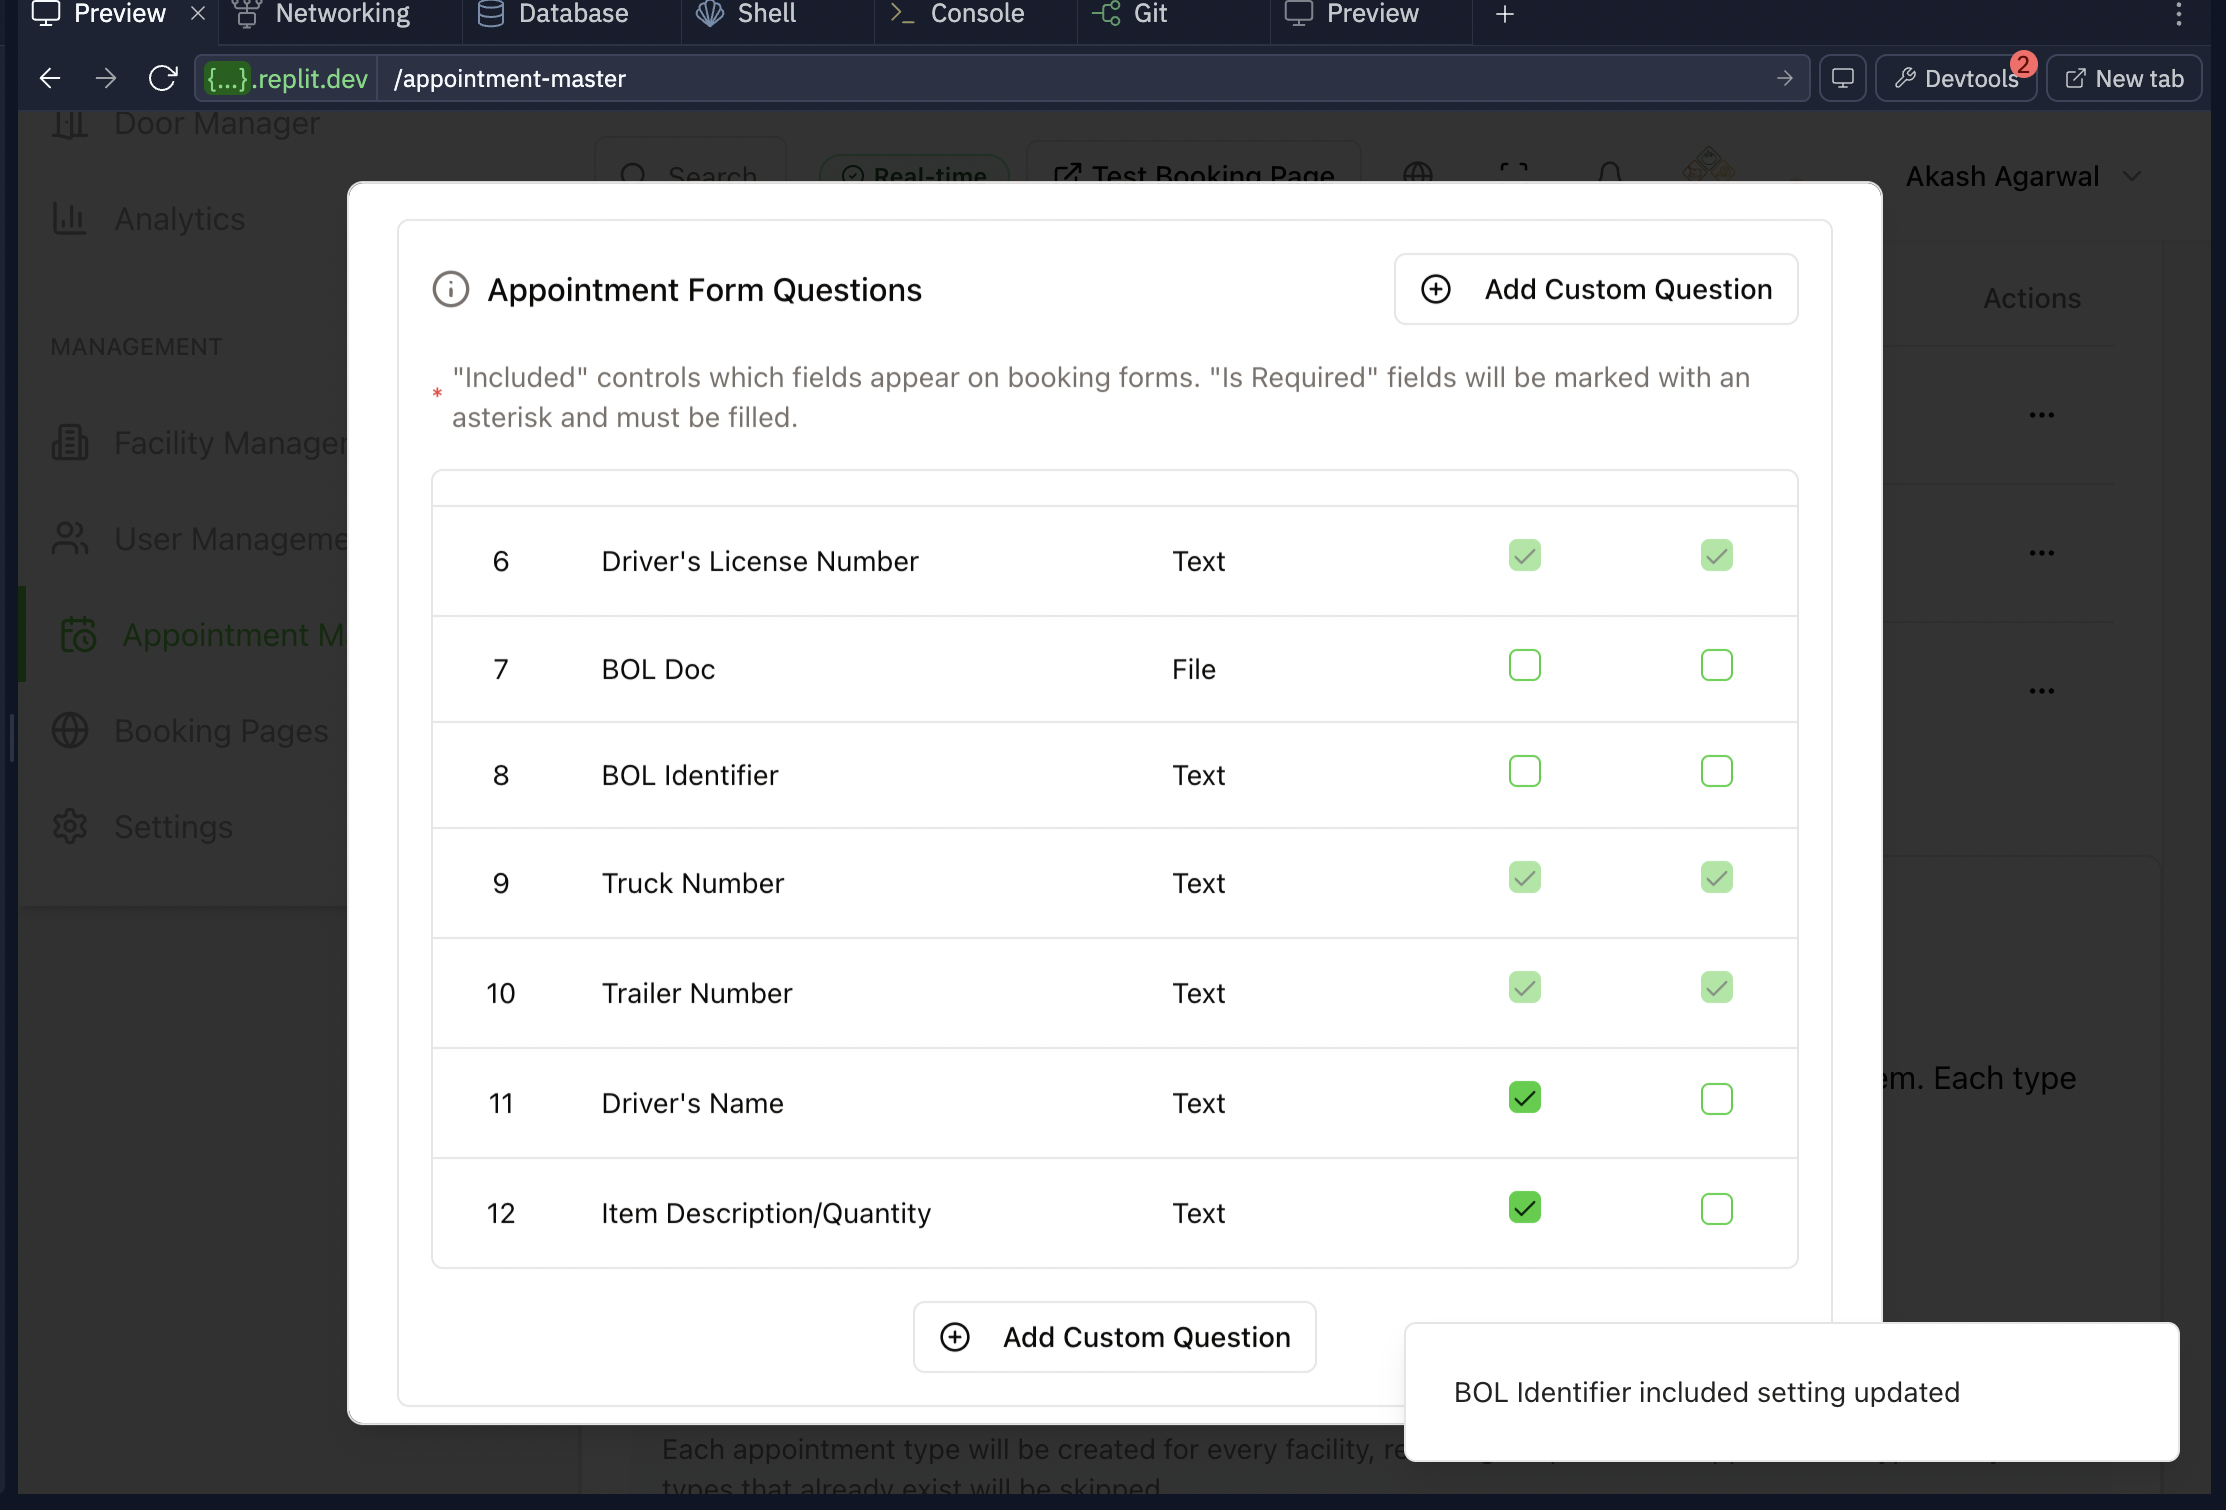 Preview
Networking
Database
Shell
Console
Git
Preview
{...}.replit.dev /appointment-master
Devtools 2
New tab
Door Manager
Search
Real-time
Test Booking Page
Akash Agarwal
Analytics
MANAGEMENT
Facility Manager
User Manageme
Appointment M
Booking Pages
Settings
Actions
Appointment Form Questions
Add Custom Question
* "Included" controls which fields appear on booking forms. "Is Required" fields will be marked with an
asterisk and must be filled.
6 Driver's License Number Text
7 BOL Doc File
8 BOL Identifier Text
9 Truck Number Text
10 Trailer Number Text
11 Driver's Name Text
12 Item Description/Quantity Text
Add Custom Question
em. Each type
BOL Identifier included setting updated
Each appointment type will be created for every facility, re
types that already exist will be skipped